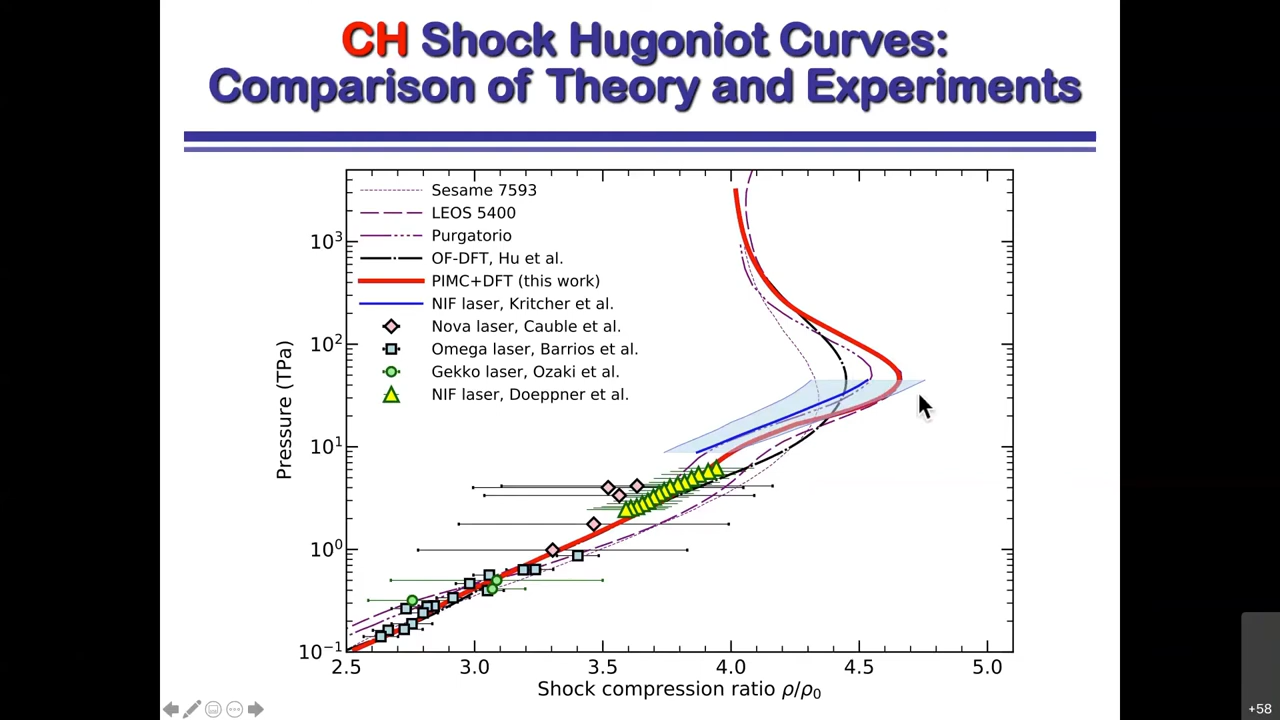 CH Shock Hugoniot Curves:
Comparison of Theory and Experiments
Sesame 7593
LEOS 5400
Purgatorio
OF-DFT, Hu et al.
PIMC+DFT (this work)
NIF laser, Kritcher et al.
Nova laser, Cauble et al.
Omega laser, Barrios et al.
Gekko laser, Ozaki et al.
NIF laser, Doeppner et al.
Pressure (TPa)
10³
10²
10¹
10⁰
10⁻¹
2.5 3.0 3.5 4.0 4.5 5.0
Shock compression ratio ρ/ρ₀
+58